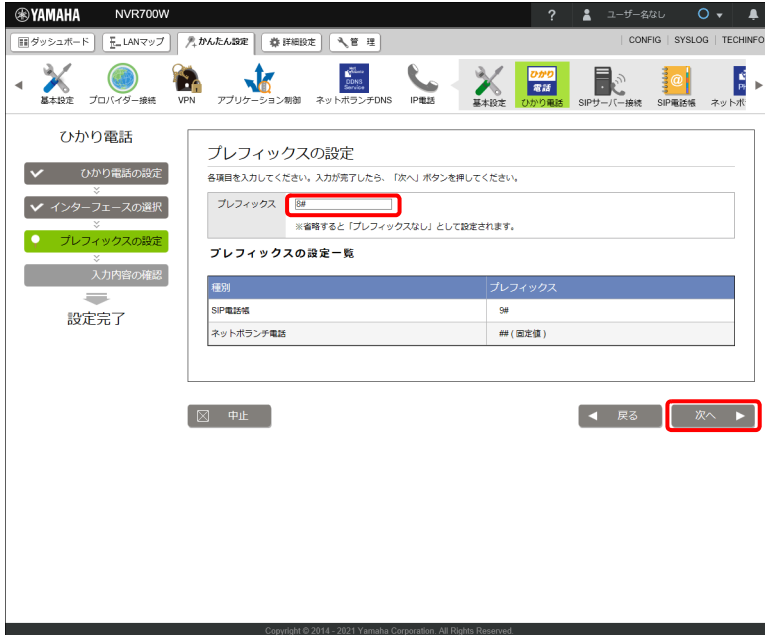 YAMAHA NVR700W ? ユーザー名なし
ダッシュボード LANマップ かんたん設定 詳細設定 管 理 CONFIG SYSLOG TECHINFO
基本設定 プロバイダー接続 VPN アプリケーション制御 ネットボランチDNS IP電話 基本設定 ひかり電話 SIPサーバー接続 SIP電話帳 ネットボ
DDNS
Service
ひかり
電話
ひかり電話
ひかり電話の設定
インターフェースの選択
プレフィックスの設定
入力内容の確認
設定完了
プレフィックスの設定
各項目を入力してください。入力が完了したら、「次へ」ボタンを押してください。
プレフィックス 8#
※省略すると「プレフィックスなし」として設定されます。
プレフィックスの設定一覧
種別 プレフィックス
SIP電話帳 9#
ネットボランチ電話 ## ( 固定値 )
中止 戻る 次へ
Copyright © 2014 - 2021 Yamaha Corporation. All Rights Reserved.